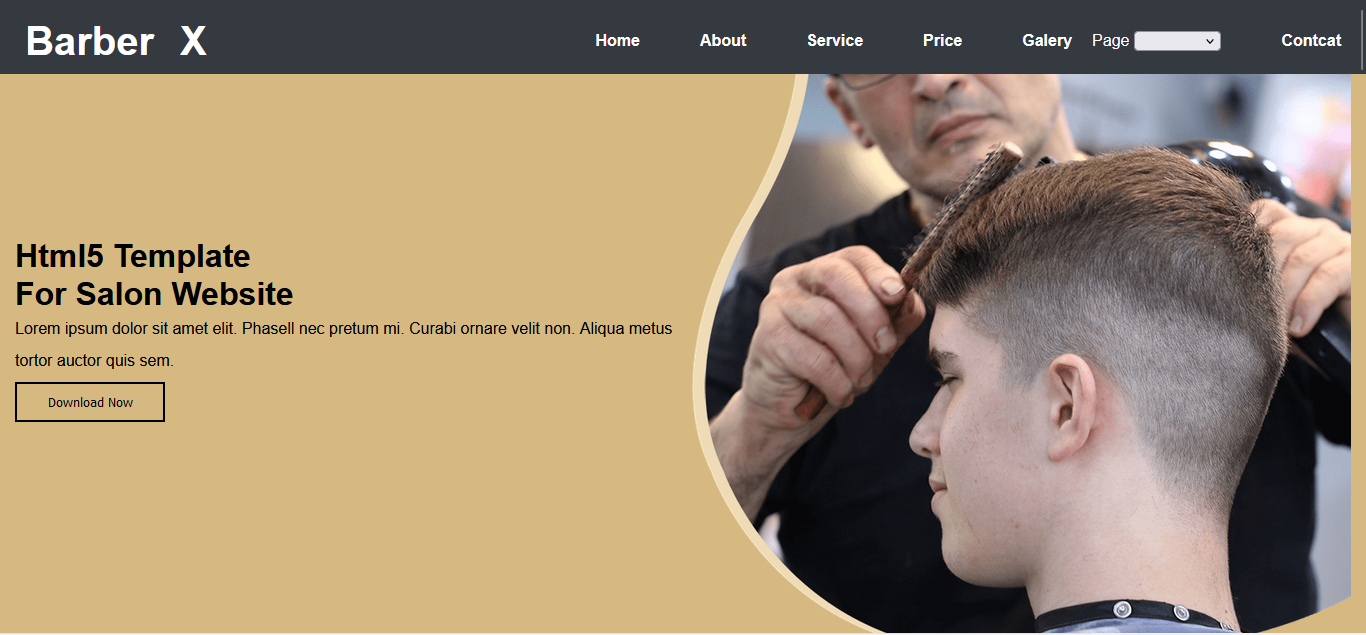 Barber X
Home About Service Price Galery Page Contcat
Html5 Template
For Salon Website
Lorem ipsum dolor sit amet elit. Phasell nec pretum mi. Curabi ornare velit non. Aliqua metus
tortor auctor quis sem.
Download Now